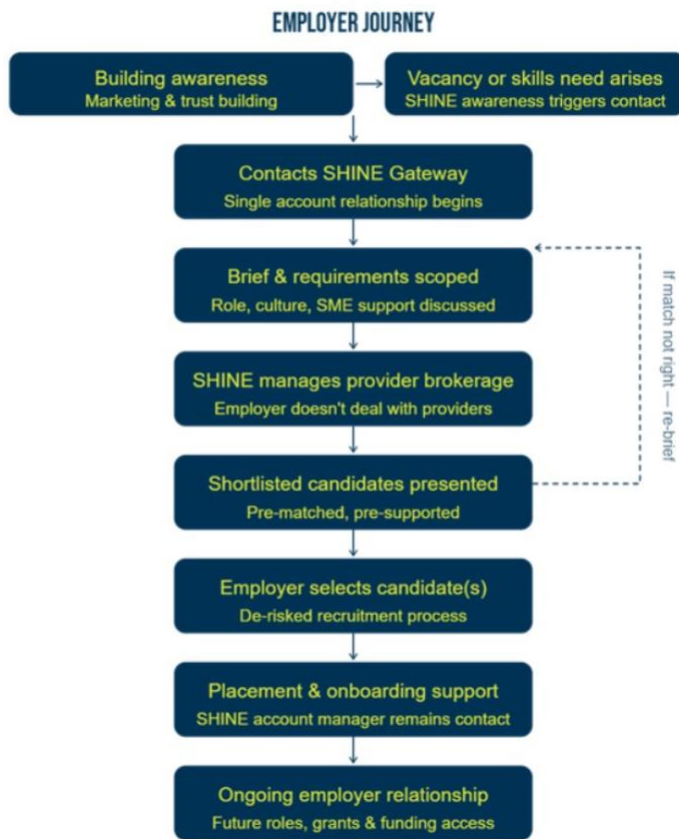 EMPLOYER JOURNEY
Building awareness
Marketing & trust building
Vacancy or skills need arises
SHINE awareness triggers contact
Contacts SHINE Gateway
Single account relationship begins
Brief & requirements scoped
Role, culture, SME support discussed
If match not right — re-brief
SHINE manages provider brokerage
Employer doesn't deal with providers
Shortlisted candidates presented
Pre-matched, pre-supported
Employer selects candidate(s)
De-risked recruitment process
Placement & onboarding support
SHINE account manager remains contact
Ongoing employer relationship
Future roles, grants & funding access